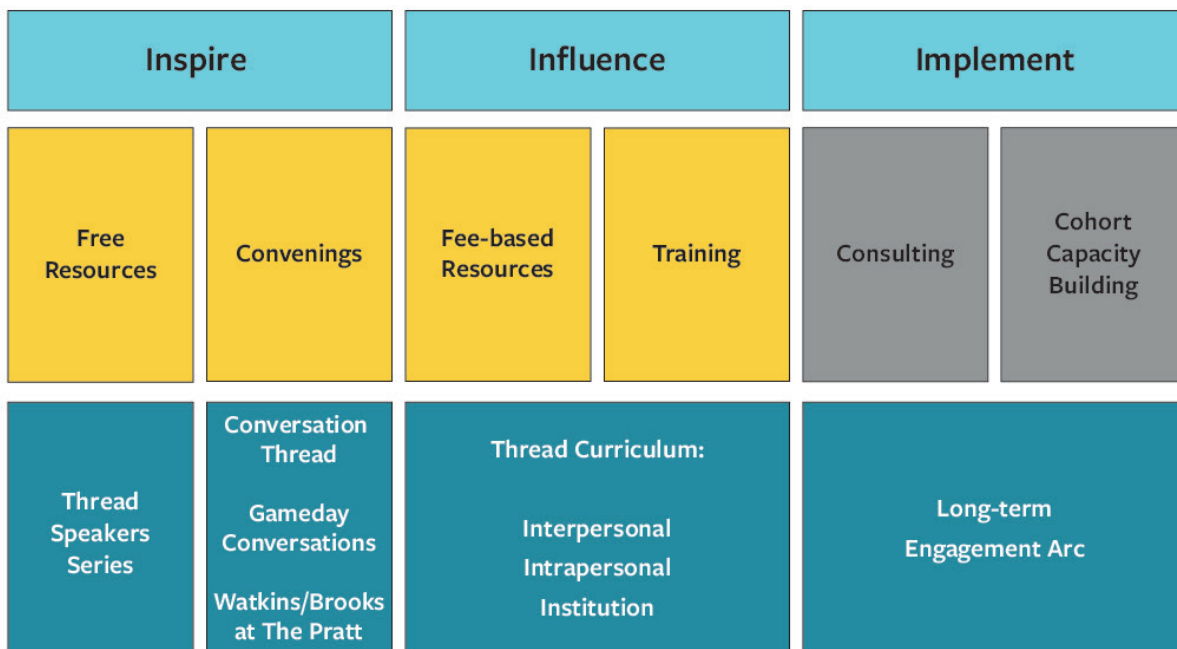 Inspire
Influence
Implement
Free
Resources
Convenings
Fee-based
Resources
Training
Consulting
Cohort
Capacity
Building
Thread
Speakers
Series
Conversation
Thread
Gameday
Conversations
Watkins/Brooks
at The Pratt
Thread Curriculum:
Interpersonal
Intrapersonal
Institution
Long-term
Engagement Arc